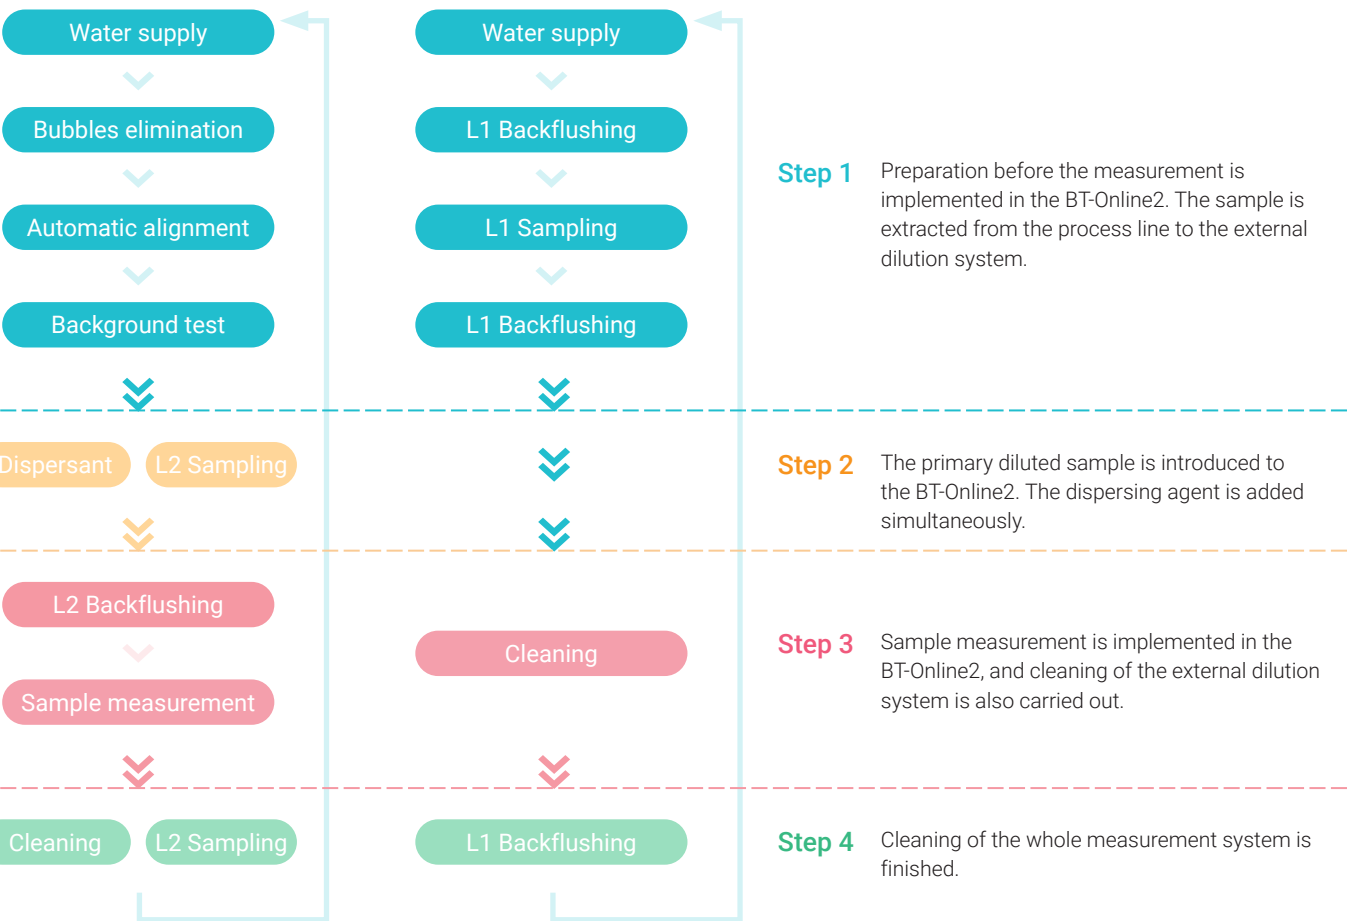 Water supply
Bubbles elimination
Automatic alignment
Background test
Water supply
L1 Backflushing
L1 Sampling
L1 Backflushing
Step 1
Preparation before the measurement is
implemented in the BT-Online2. The sample is
extracted from the process line to the external
dilution system.
Dispersant
L2 Sampling
Step 2
The primary diluted sample is introduced to
the BT-Online2. The dispersing agent is added
simultaneously.
L2 Backflushing
Sample measurement
Cleaning
Step 3
Sample measurement is implemented in the
BT-Online2, and cleaning of the external dilution
system is also carried out.
Cleaning
L2 Sampling
L1 Backflushing
Step 4
Cleaning of the whole measurement system is
finished.